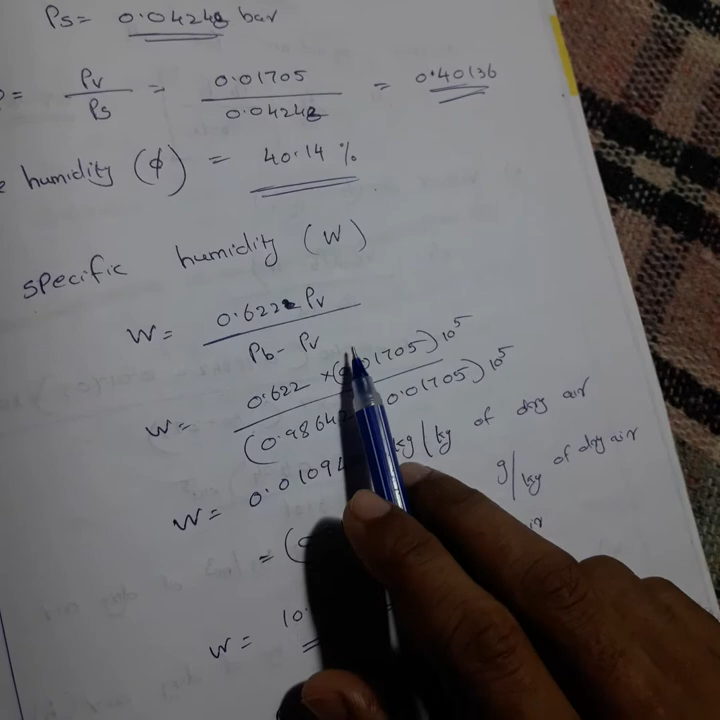 Ps = 0.04248 bar
= Pv / Ps = 0.01705 / 0.04248 = 0.40136
humidity (ϕ) = 40.14 %
specific humidity (W)
W = 0.622 Pv / Pb - Pv
W = 0.622 × (0.01705) 10^5 / (0.9864 0.01705) 10^5
W = 0.01094 kg/kg of dry air
= ( g/kg of dry air
W = 10.